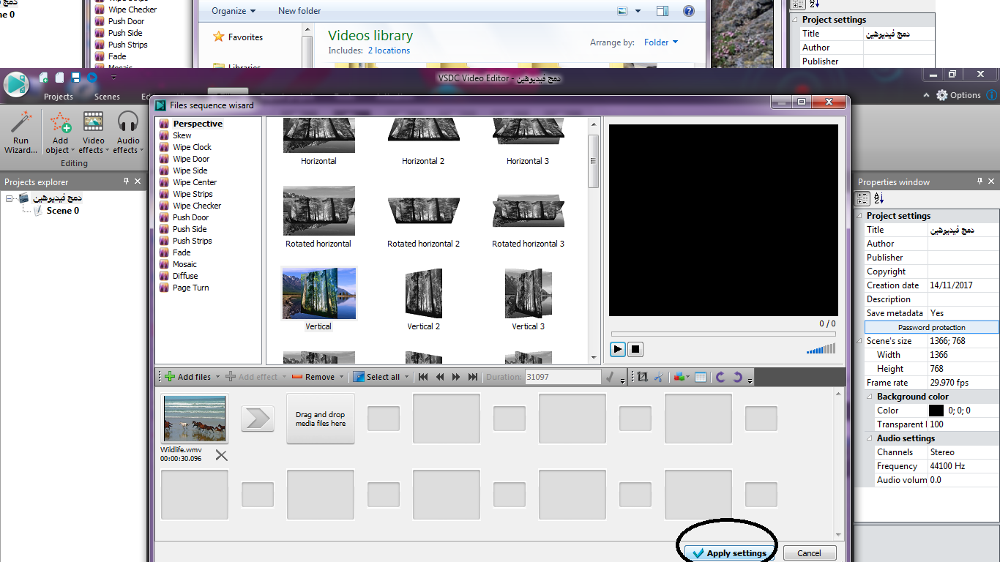 Wipe Checker
Push Door
Push Side
Push Strips
Fade
Organize
New folder
Favorites
Videos library
Includes: 2 locations
Arrange by: Folder
Project settings
Title دمج فيديوهين
Author
Publisher
VSDC Video Editor - دمج فيديوهين
Projects
Scenes
Options
Files sequence wisard
Run Wizard...
Add object
Video effects
Audio effects
Editing
Projects explorer
دمج فيديوهين
Scene 0
Perspective
Skew
Wipe Clock
Wipe Door
Wipe Side
Wipe Center
Wipe Strips
Wipe Checker
Push Door
Push Side
Push Strips
Fade
Mosaic
Diffuse
Page Turn
Horizontal
Horizontal 2
Horizontal 3
Rotated horizontal
Rotated horizontal 2
Rotated horizontal 3
Vertical
Vertical 2
Vertical 3
0 / 0
Add files
Add effect
Remove
Select all
Duration: 31097
Drag and drop
media files here
Wildlife.wmv
00:00:30.096
Apply settings
Cancel
Properties window
Project settings
Title دمج فيديوهين
Author
Publisher
Copyright
Creation date 14/11/2017
Description
Save metadata Yes
Password protection
Scene's size 1366; 768
Width 1366
Height 768
Frame rate 29.970 fps
Background color
Color 0; 0; 0
Transparent l 100
Audio settings
Channels Stereo
Frequency 44100 Hz
Audio volum 0.0